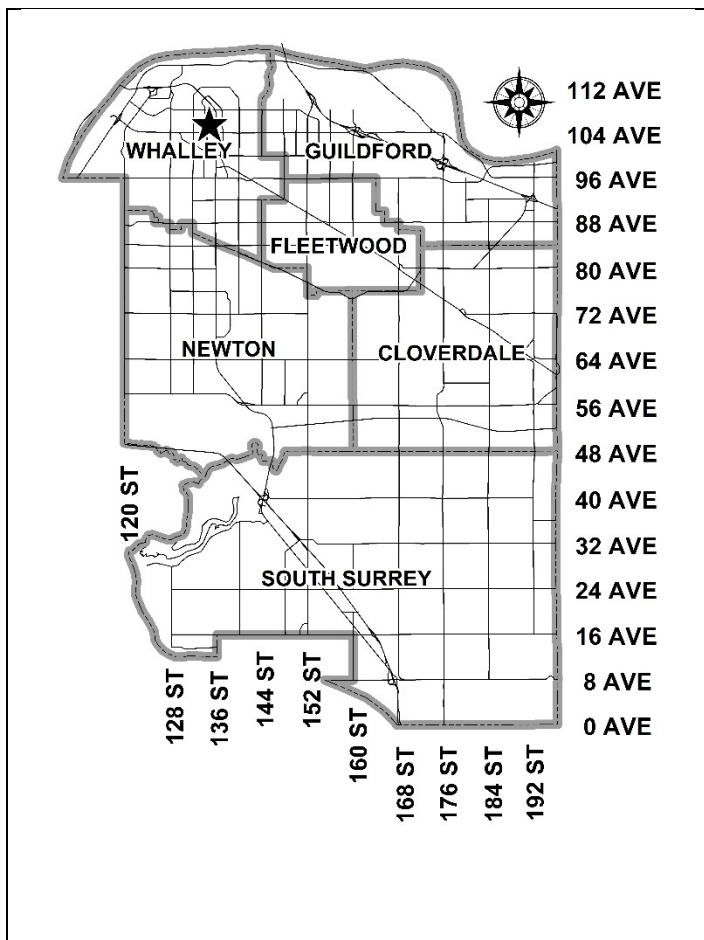 112 AVE
104 AVE
WHALLEY
GUILDFORD
96 AVE
88 AVE
FLEETWOOD
80 AVE
72 AVE
NEWTON
CLOVERDALE
64 AVE
56 AVE
48 AVE
120 ST
40 AVE
32 AVE
SOUTH SURREY
24 AVE
16 AVE
128 ST
136 ST
144 ST
152 ST
160 ST
8 AVE
0 AVE
168 ST
176 ST
184 ST
192 ST